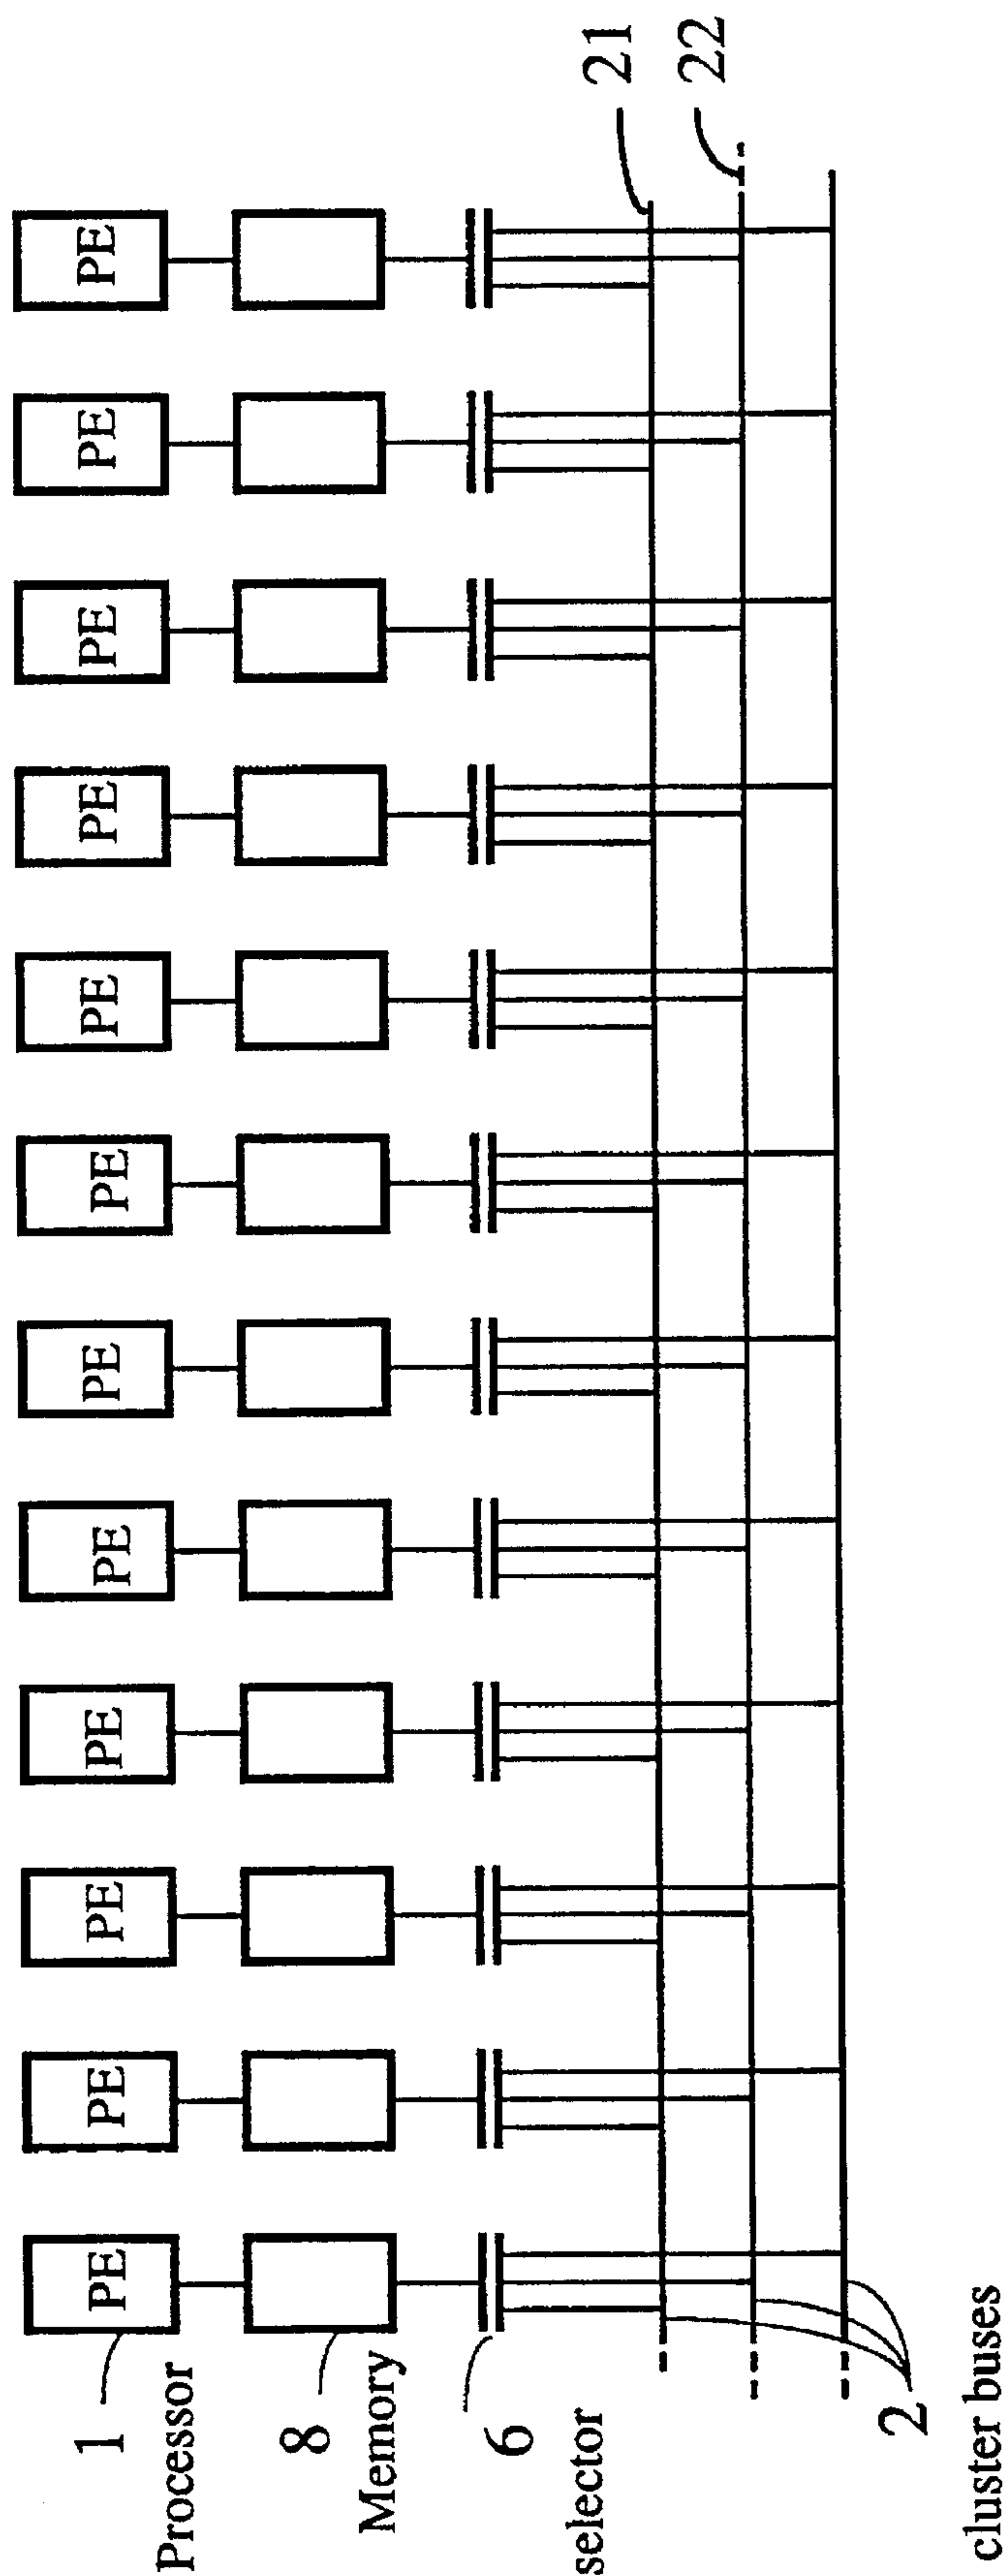 PE PE PE PE PE PE PE PE PE PE PE PE
1
Processor
8
Memory
6
selector
21
22
2
cluster buses